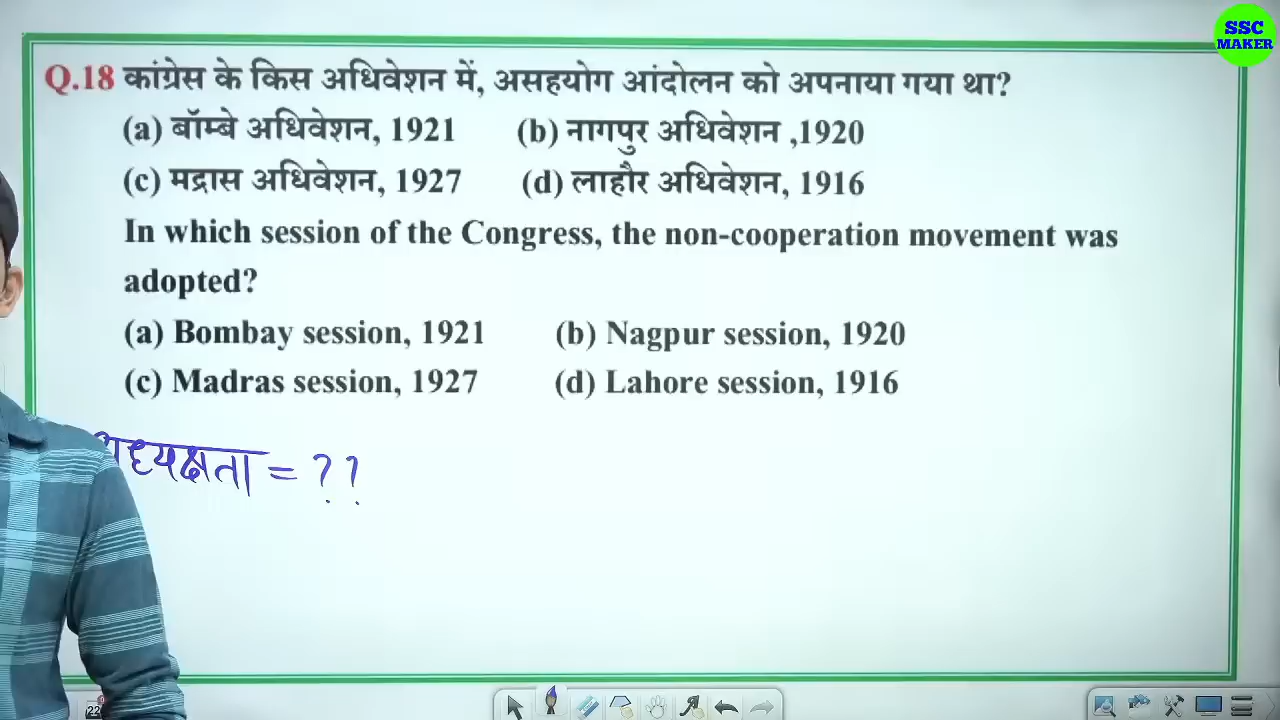 SSC
MAKER
Q.18 कांग्रेस के किस अधिवेशन में, असहयोग आंदोलन को अपनाया गया था?
(a) बॉम्बे अधिवेशन, 1921 (b) नागपुर अधिवेशन ,1920
(c) मद्रास अधिवेशन, 1927 (d) लाहौर अधिवेशन, 1916
In which session of the Congress, the non-cooperation movement was
adopted?
(a) Bombay session, 1921 (b) Nagpur session, 1920
(c) Madras session, 1927 (d) Lahore session, 1916
अध्यक्षता = ??
22